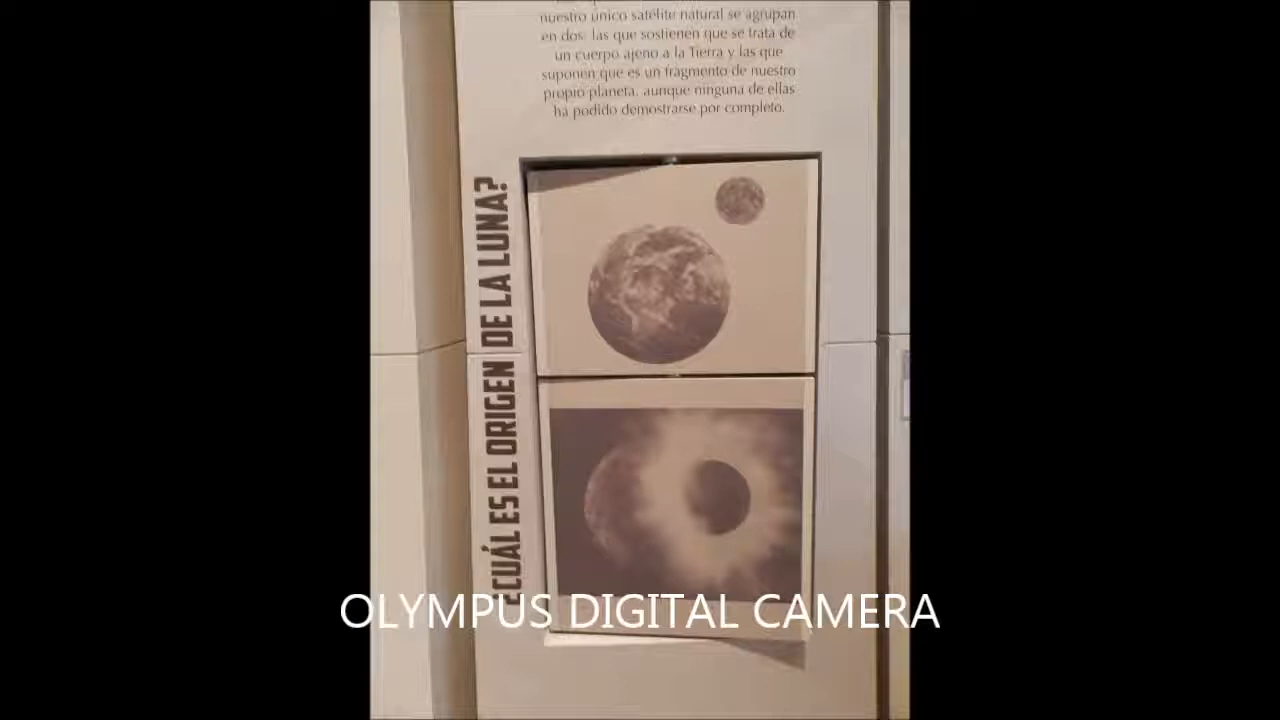 nuestro único satélite natural se agrupan
en dos: las que sostienen que se trata de
un cuerpo ajeno a la Tierra y las que
suponen que es un fragmento de nuestro
propio planeta, aunque ninguna de ellas
ha podido demostrarse por completo.
¿CUÁL ES EL ORIGEN DE LA LUNA?
OLYMPUS DIGITAL CAMERA